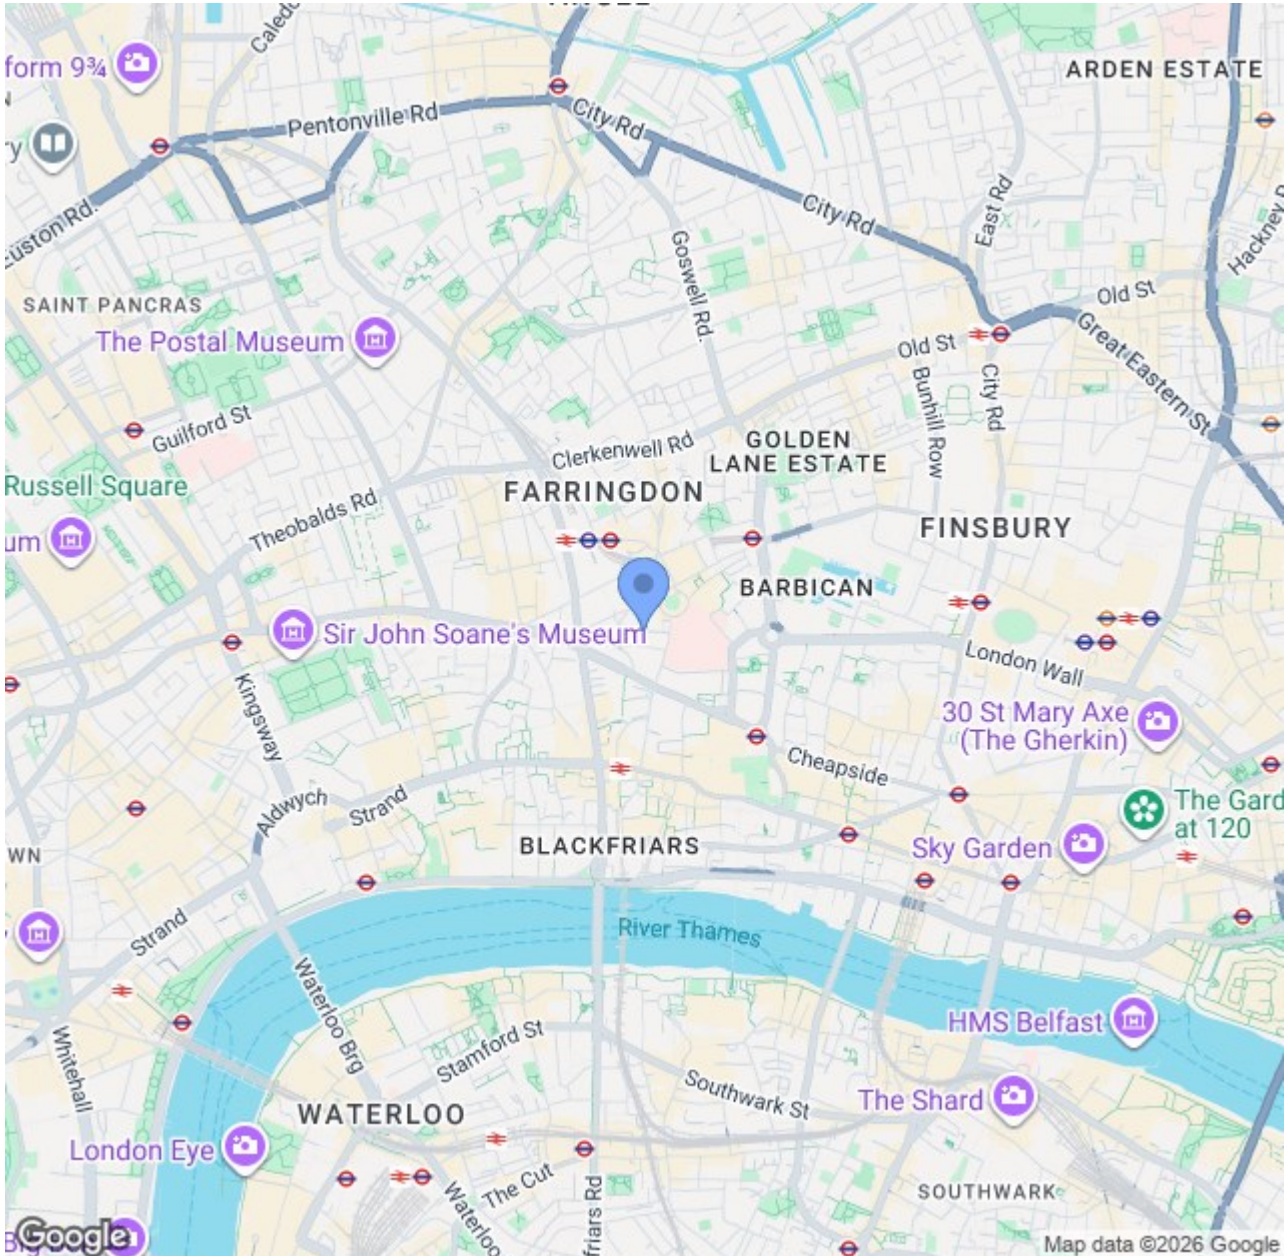 form 9¾
Pentonville Rd
City Rd
ARDEN ESTATE
City Rd
East Rd
Euston Rd.
Goswell Rd.
SAINT PANCRAS
The Postal Museum
Old St
Old St
Great Eastern St
Bunhill Row
City Rd
Guilford St
Clerkenwell Rd
GOLDEN
LANE ESTATE
Russell Square
Theobalds Rd
FARRINGDON
FINSBURY
um
BARBICAN
Sir John Soane's Museum
London Wall
Kingsway
30 St Mary Axe
(The Gherkin)
Cheapside
Aldwych
Strand
The Gard
at 120
BLACKFRIARS
Sky Garden
WN
Strand
River Thames
Waterloo Brg
HMS Belfast
Whitehall
Stamford St
Southwark St
The Shard
WATERLOO
London Eye
The Cut
SOUTHWARK
Waterloo
friars Rd
Google
Map data ©2026 Google